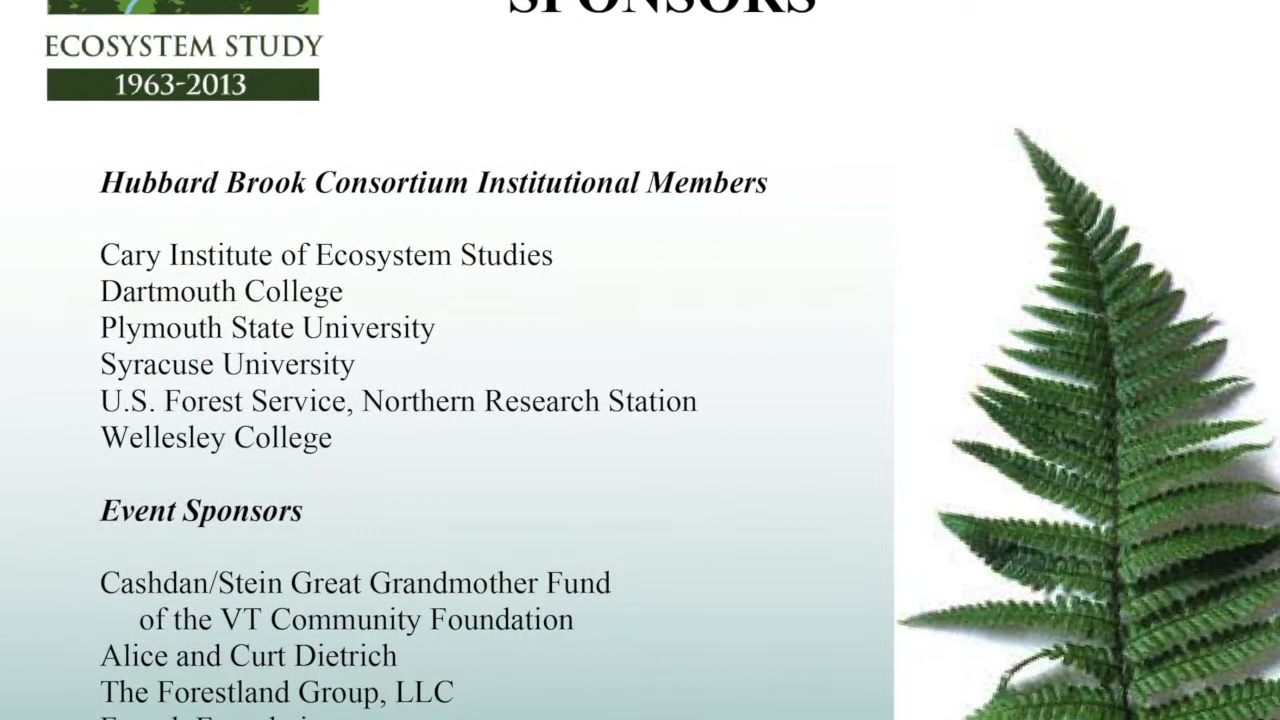 SPONSORS
ECOSYSTEM STUDY
1963-2013
Hubbard Brook Consortium Institutional Members
Cary Institute of Ecosystem Studies
Dartmouth College
Plymouth State University
Syracuse University
U.S. Forest Service, Northern Research Station
Wellesley College
Event Sponsors
Cashdan/Stein Great Grandmother Fund
of the VT Community Foundation
Alice and Curt Dietrich
The Forestland Group, LLC